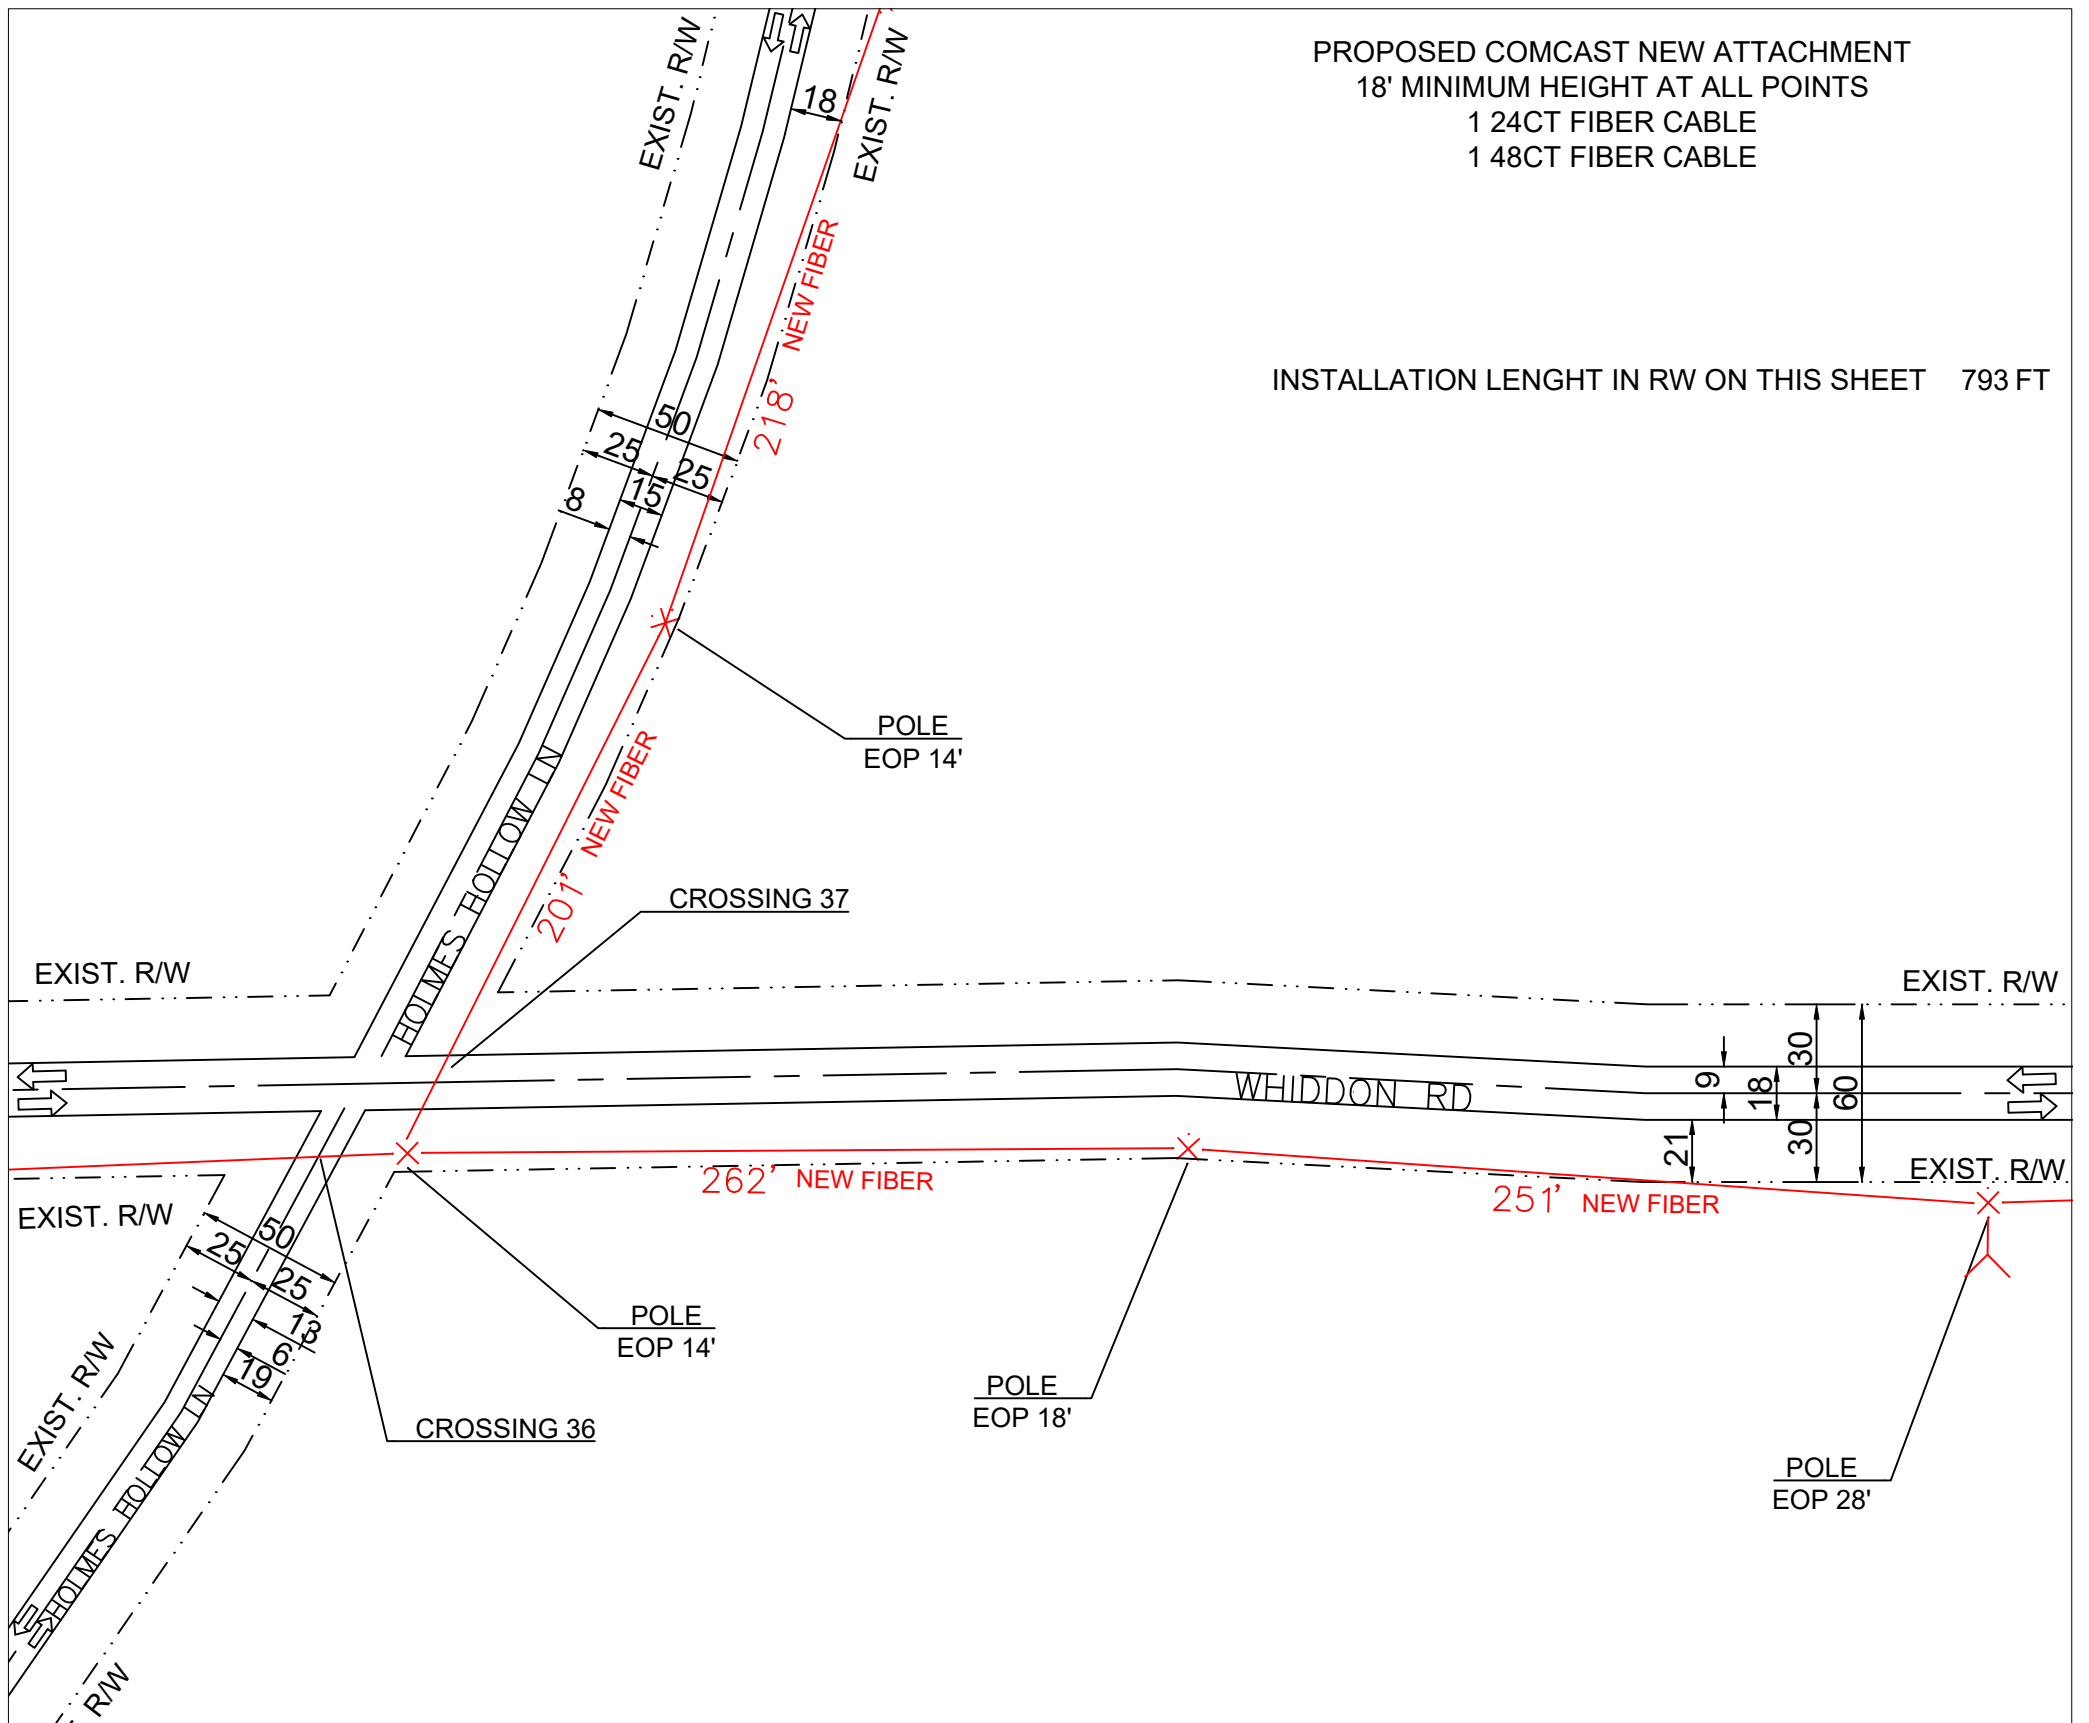 PROPOSED COMCAST NEW ATTACHMENT
18' MINIMUM HEIGHT AT ALL POINTS
1 24CT FIBER CABLE
1 48CT FIBER CABLE
EXIST. R/W
18
EXIST. R/W
218' NEW FIBER
INSTALLATION LENGHT IN RW ON THIS SHEET 793 FT
50
25
25
15
8
POLE
EOP 14'
201' NEW FIBER
HOLMES HOLLOW LN
CROSSING 37
EXIST. R/W
EXIST. R/W
WHIDDON RD
9
18
30
60
30
21
EXIST. R/W
EXIST. R/W
262' NEW FIBER
251' NEW FIBER
50
25
25
13
6
19
POLE
EOP 14'
POLE
EOP 18'
CROSSING 36
POLE
EOP 28'
EXIST. R/W
HOLMES HOLLOW LN
R/W